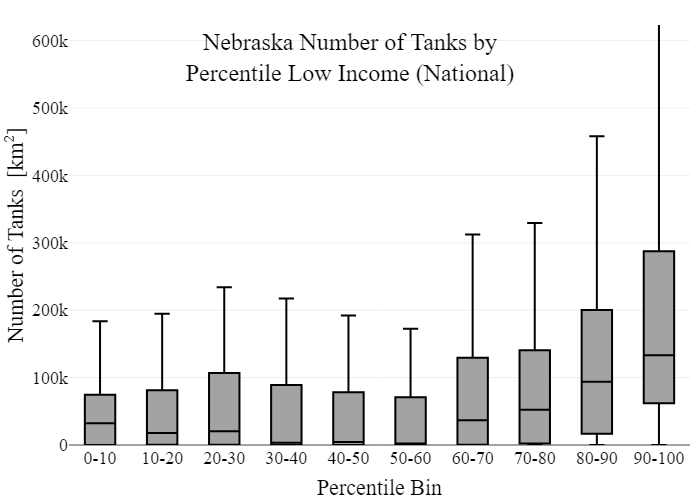 Nebraska Number of Tanks by
Percentile Low Income (National)
Number of Tanks [km²]
600k
500k
400k
300k
200k
100k
0
0-10 10-20 20-30 30-40 40-50 50-60 60-70 70-80 80-90 90-100
Percentile Bin